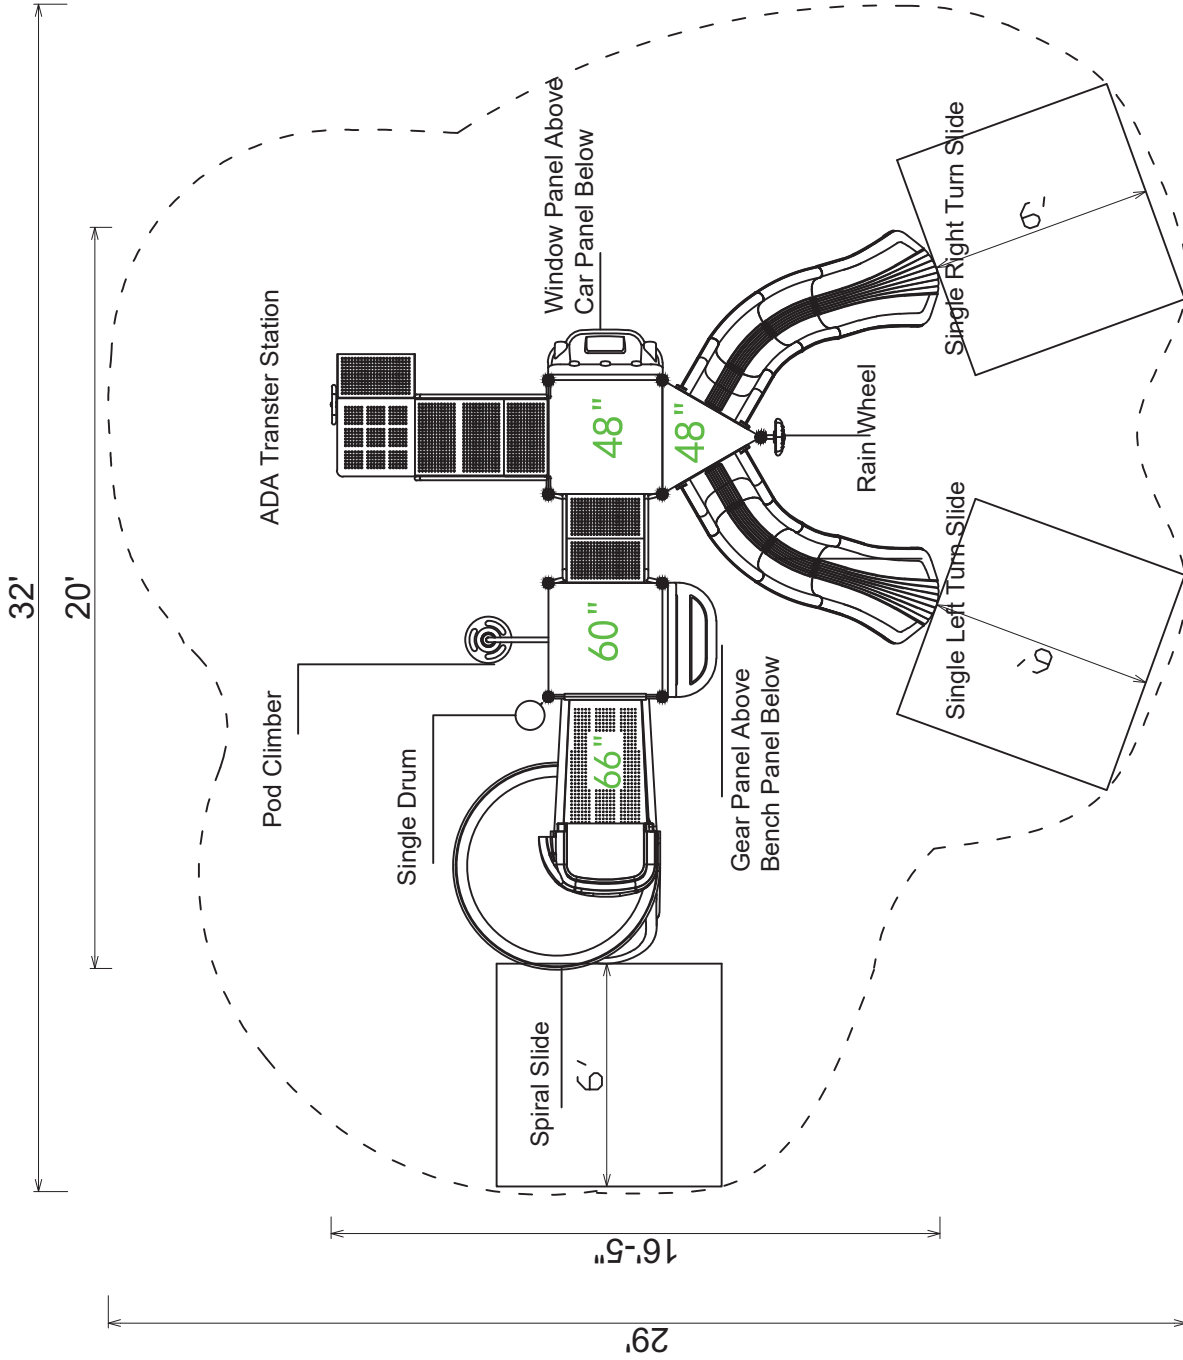 32'
20'
ADA Transter Station
Window Panel Above
Car Panel Below
Pod Climber
Single Drum
48"
48"
60"
66"
Single Right Turn Slide
6'
Rain Wheel
Single Left Turn Slide
6'
Gear Panel Above
Bench Panel Below
Spiral Slide
6'
16'-5"
29'